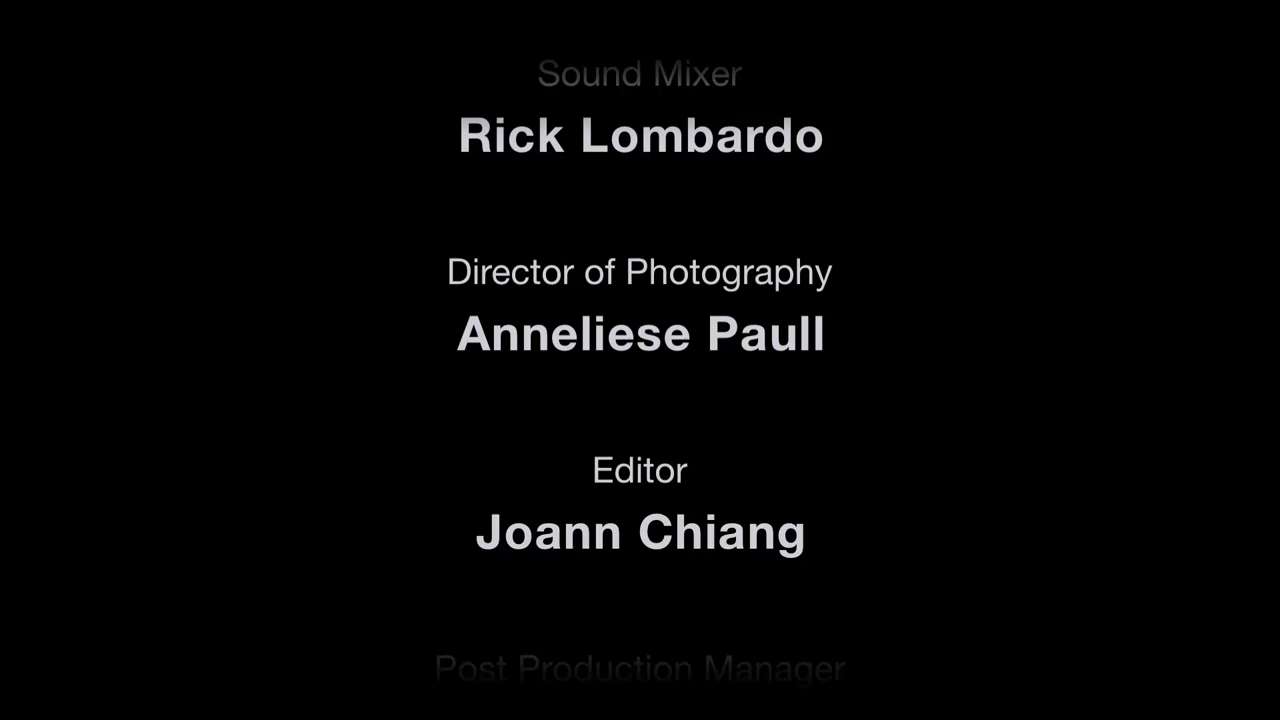 Sound Mixer
Rick Lombardo
Director of Photography
Anneliese Paull
Editor
Joann Chiang
Post Production Manager